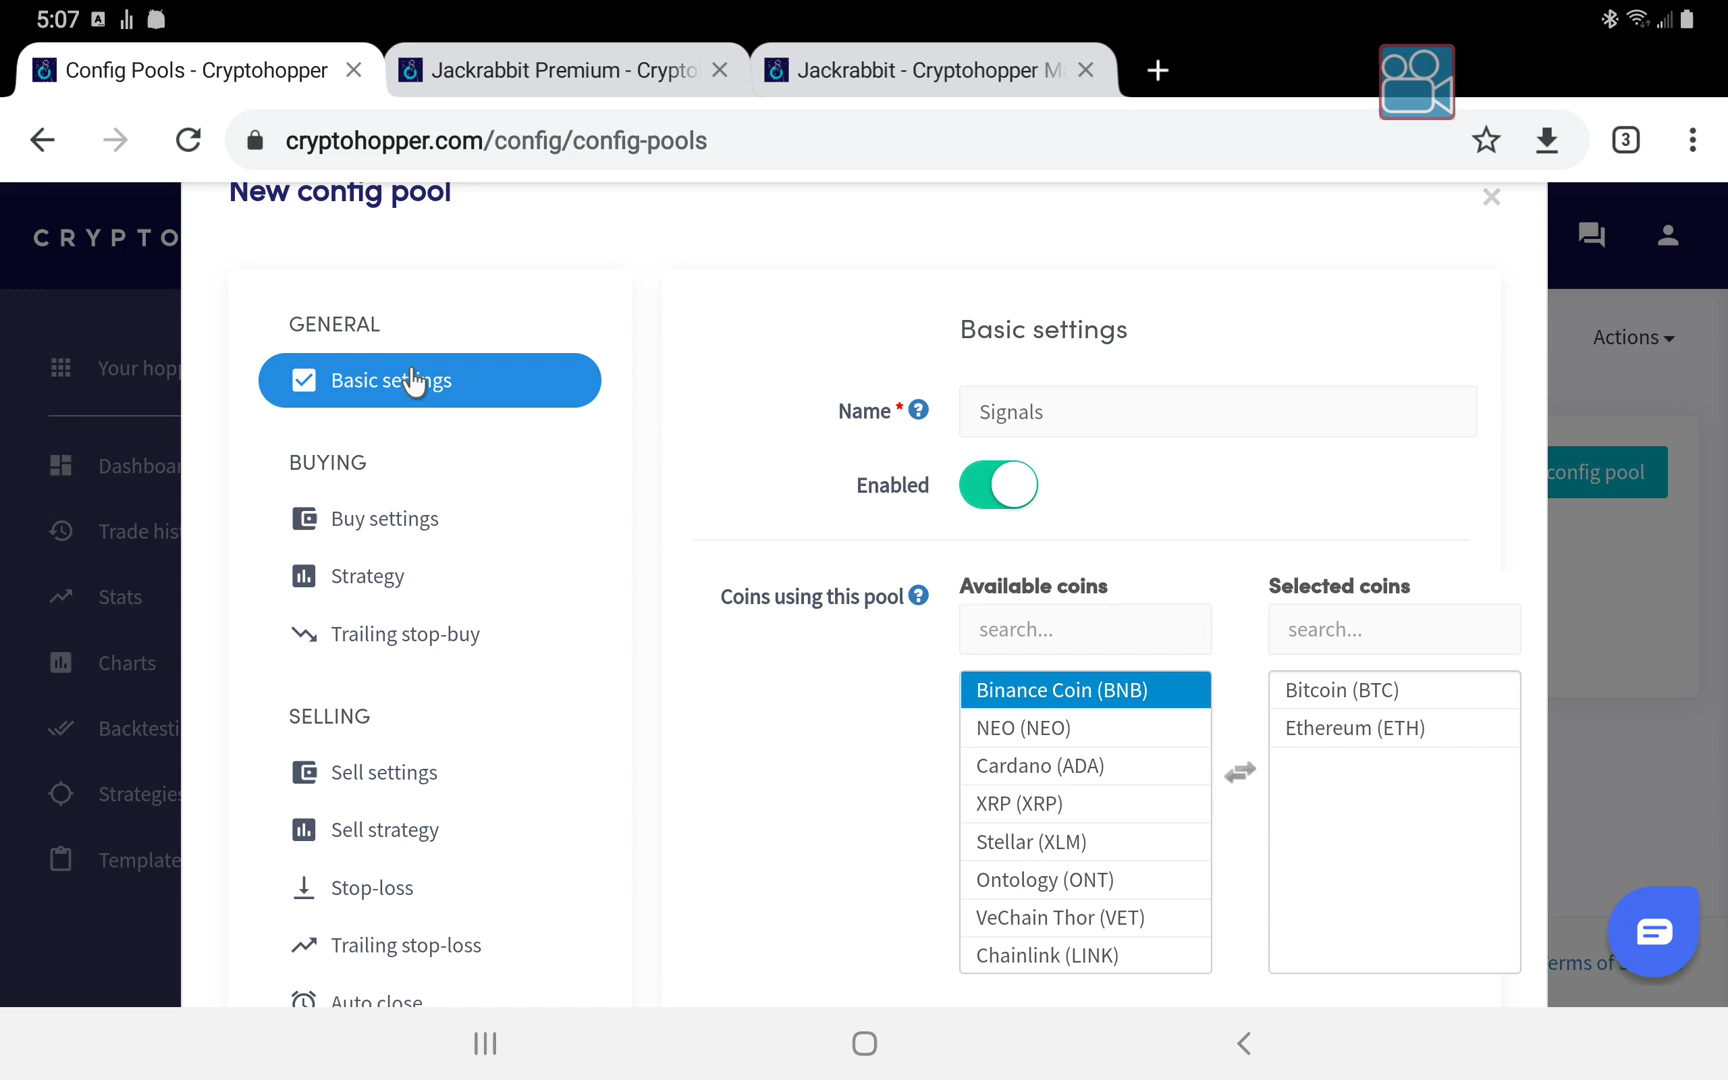 5:07
Config Pools - Cryptohopper
Jackrabbit Premium - Crypto
Jackrabbit - Cryptohopper M
cryptohopper.com/config/config-pools
3
New config pool
CRYPTO
Actions
Your hopp
Dashboar
Trade his
Stats
Charts
Backtesti
Strategies
Template
GENERAL
Basic settings
BUYING
Buy settings
Strategy
Trailing stop-buy
SELLING
Sell settings
Sell strategy
Stop-loss
Trailing stop-loss
Auto close
Basic settings
Name *
Signals
Enabled
Coins using this pool
Available coins
search...
Binance Coin (BNB)
NEO (NEO)
Cardano (ADA)
XRP (XRP)
Stellar (XLM)
Ontology (ONT)
VeChain Thor (VET)
Chainlink (LINK)
Selected coins
search...
Bitcoin (BTC)
Ethereum (ETH)
config pool
erms of